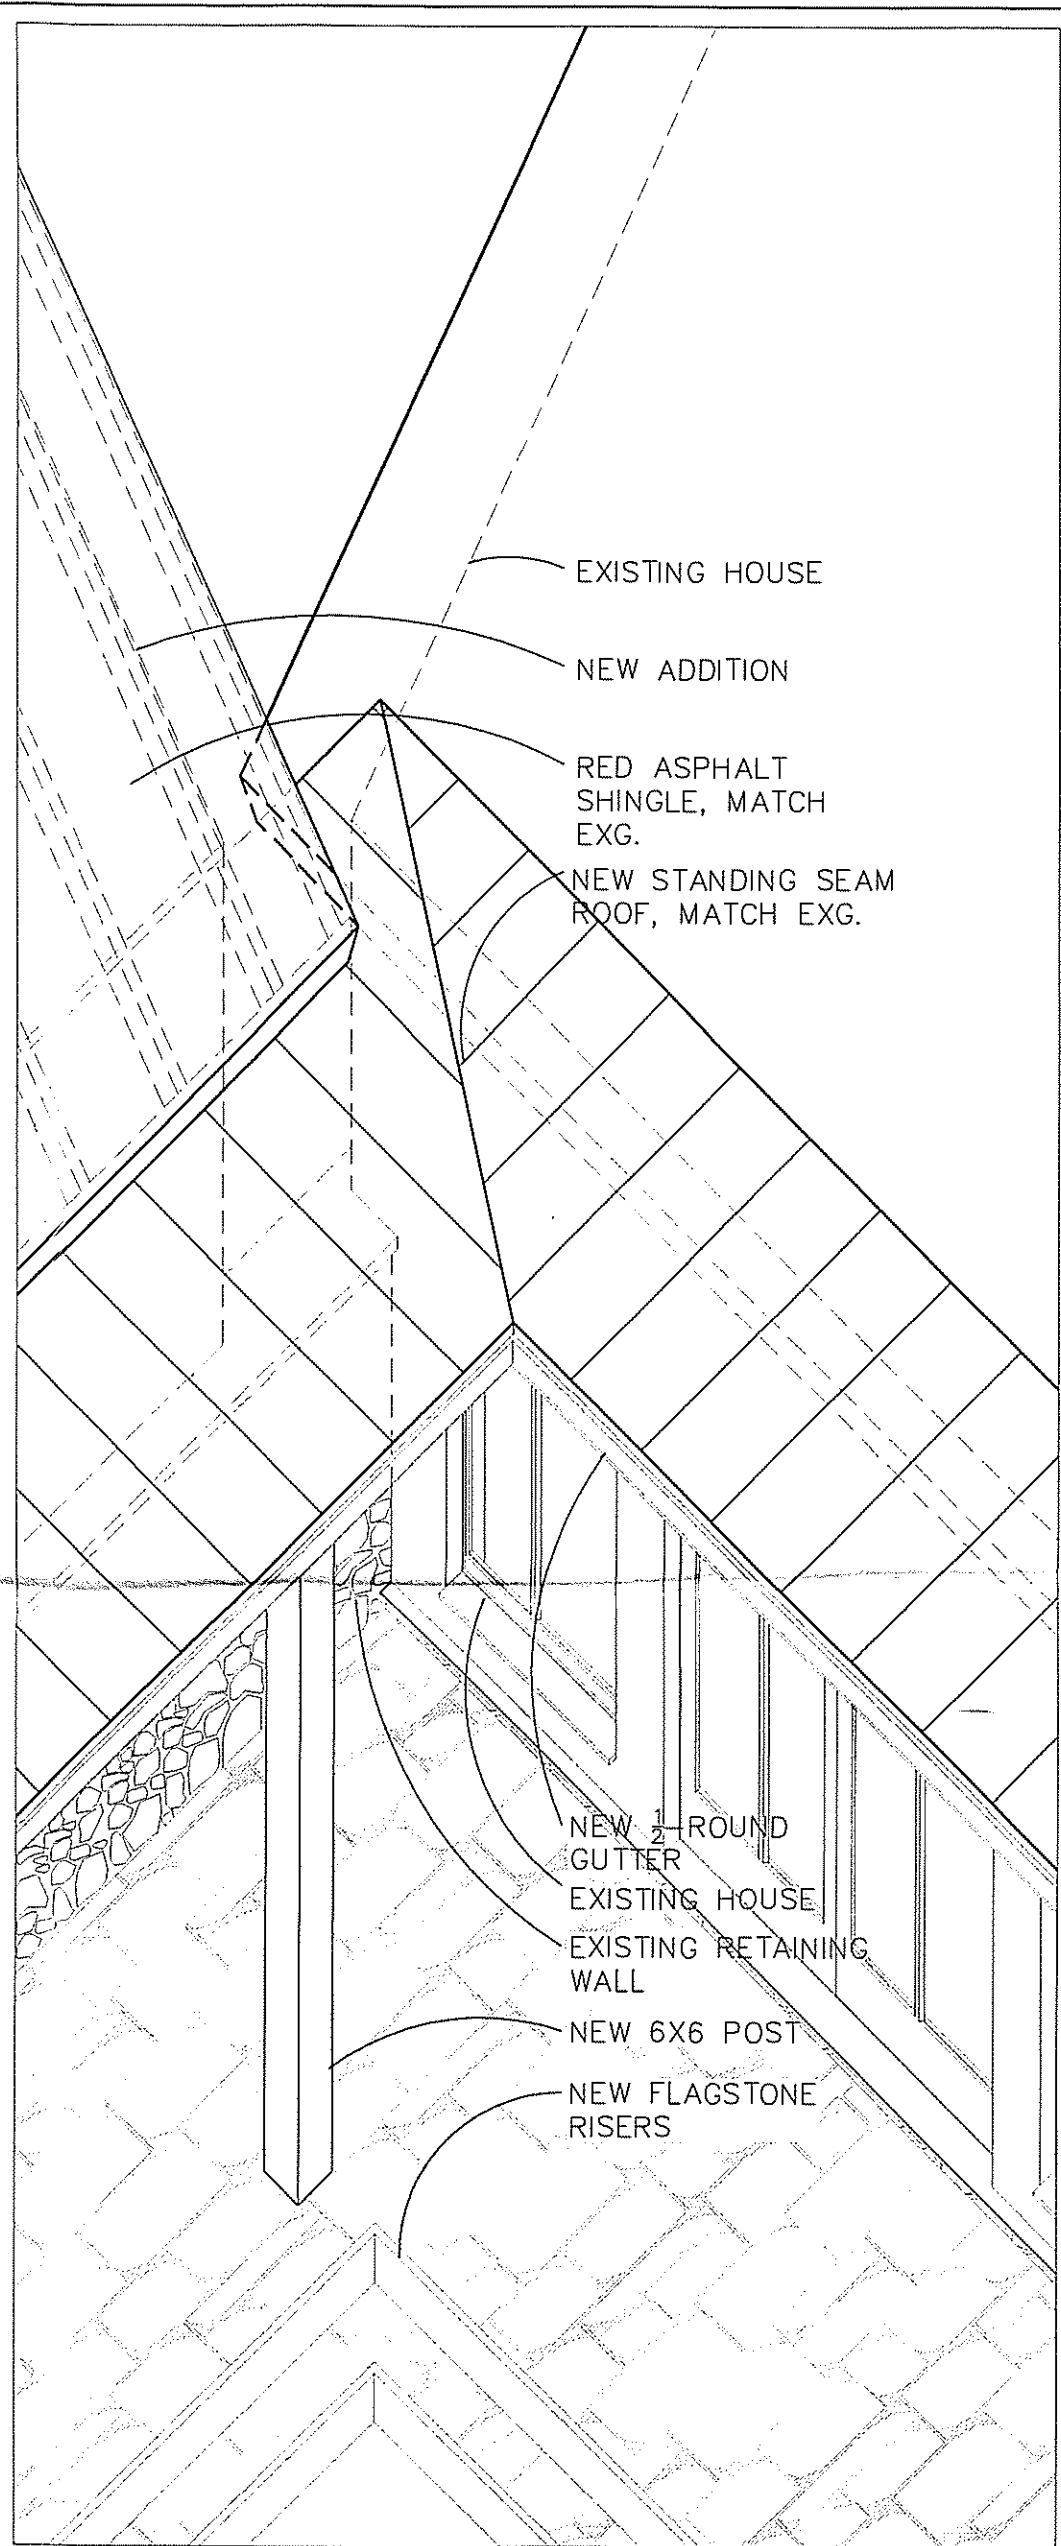 EXISTING HOUSE
NEW ADDITION
RED ASPHALT
SHINGLE, MATCH
EXG.
NEW STANDING SEAM
ROOF, MATCH EXG.
NEW ½-ROUND
GUTTER
EXISTING HOUSE
EXISTING RETAINING
WALL
NEW 6X6 POST
NEW FLAGSTONE
RISERS